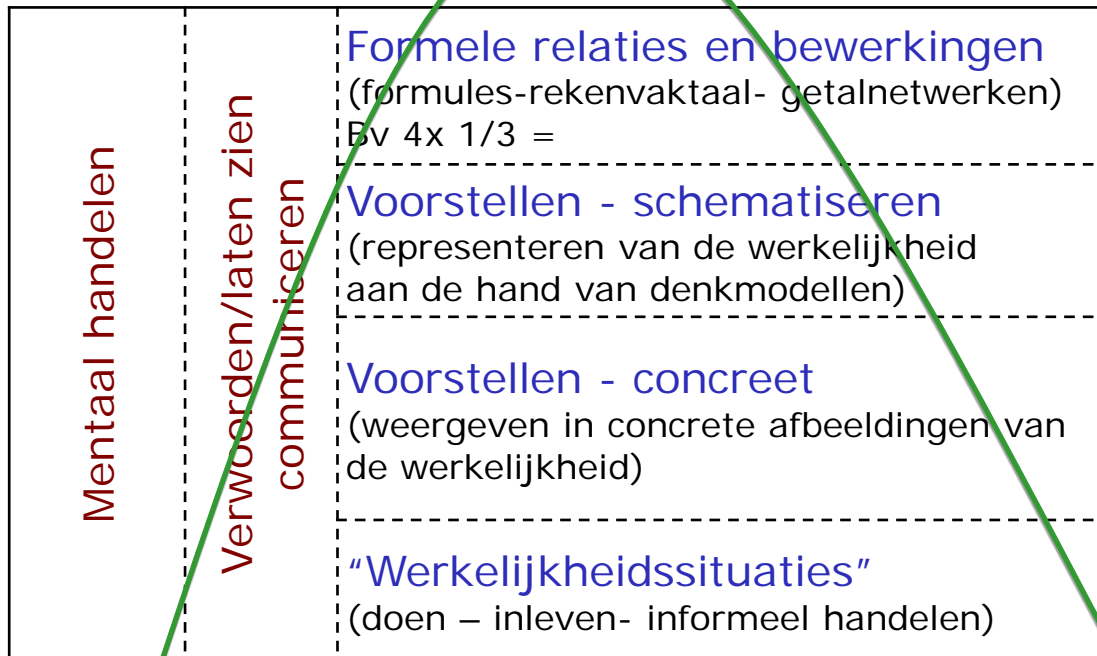 Mentaal handelen
Verwoorden/laten zien
communiceren
Formele relaties en bewerkingen
(formules-rekenvaktaal- getalnetwerken)
Bv 4x 1/3 =
Voorstellen - schematiseren
(representeren van de werkelijkheid
aan de hand van denkmodellen)
Voorstellen - concreet
(weergeven in concrete afbeeldingen van
de werkelijkheid)
“Werkelijkheidssituaties”
(doen – inleven- informeel handelen)